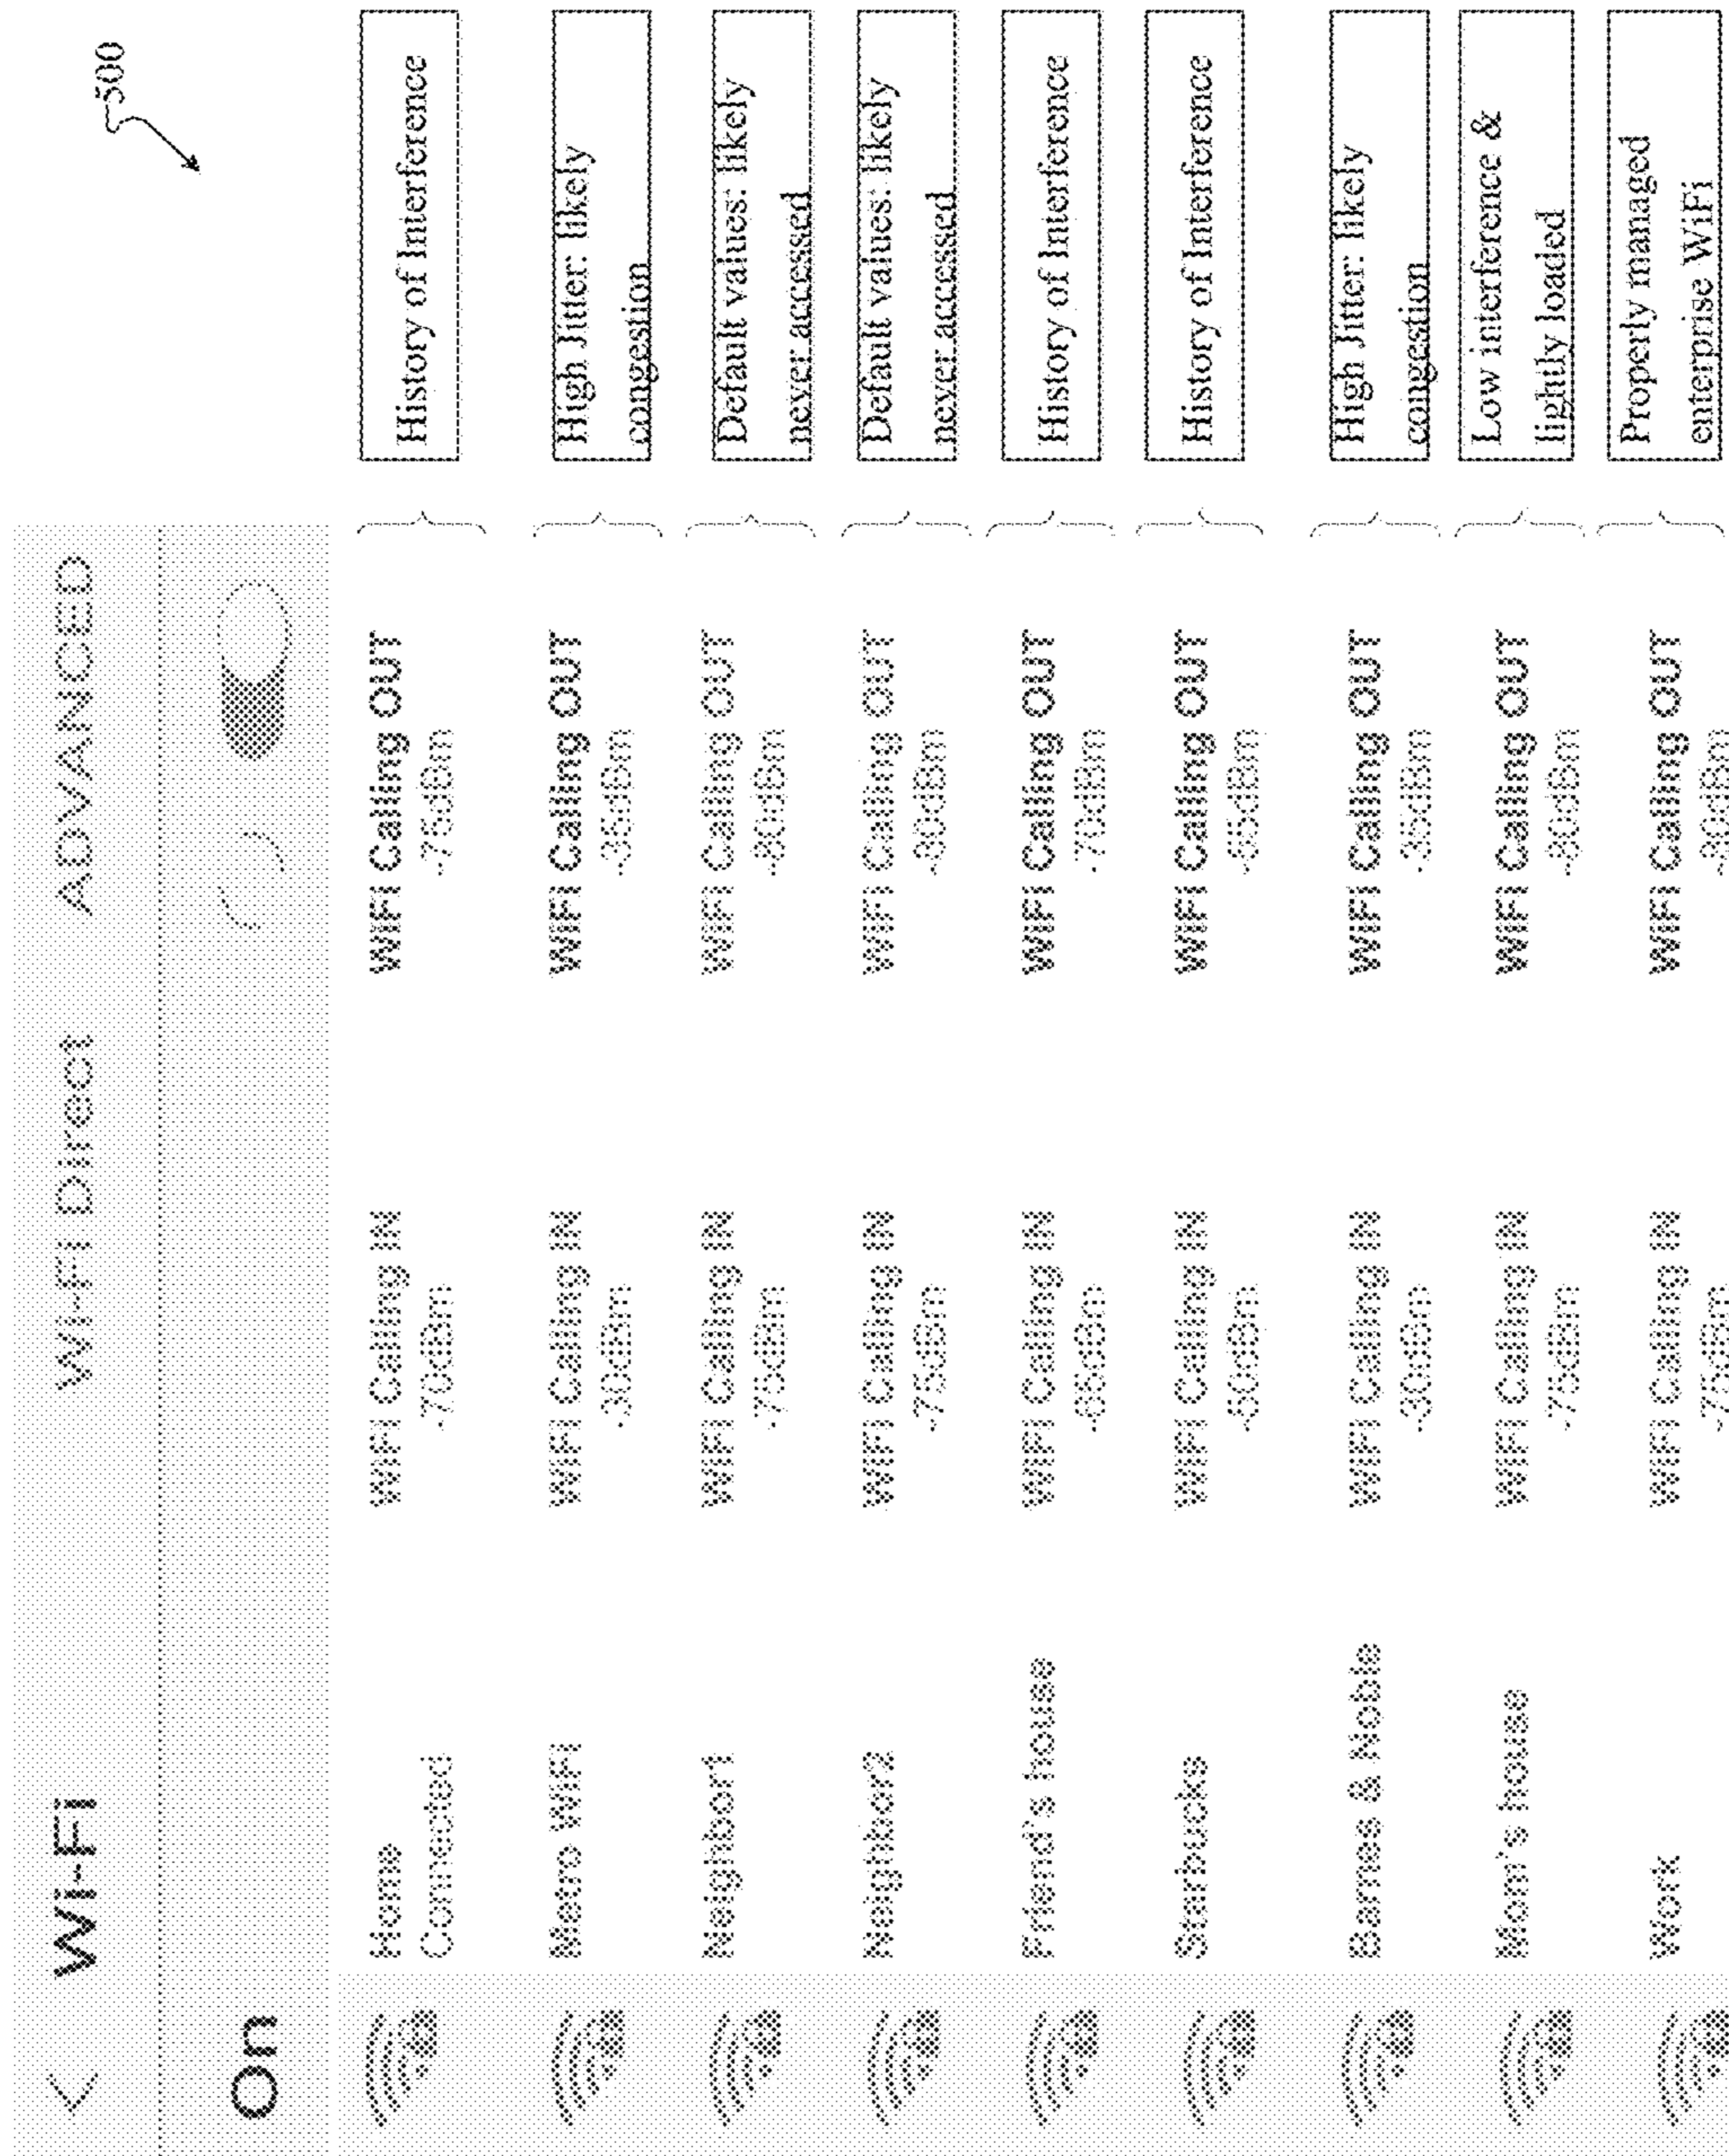 500
Wi-Fi Wi-Fi Direct ADVANCED
On
Home WiFi Calling IN WiFi Calling OUT History of Interference
Connected -70dBm -75dBm
Metro WiFi WiFi Calling IN WiFi Calling OUT High Jitter: likely
-30dBm -35dBm congestion
Neighbor1 WiFi Calling IN WiFi Calling OUT Default values: likely
-75dBm -80dBm never accessed
Neighbor2 WiFi Calling IN WiFi Calling OUT Default values: likely
-75dBm -80dBm never accessed
Friend's house WiFi Calling IN WiFi Calling OUT History of Interference
-65dBm -70dBm
Starbucks WiFi Calling IN WiFi Calling OUT History of Interference
-65dBm
Barnes & Noble WiFi Calling IN WiFi Calling OUT High Jitter: likely
-30dBm -35dBm congestion
Mom's house WiFi Calling IN WiFi Calling OUT Low interference &
-75dBm -80dBm lightly loaded
Work WiFi Calling IN WiFi Calling OUT Properly managed
-75dBm -80dBm enterprise WiFi